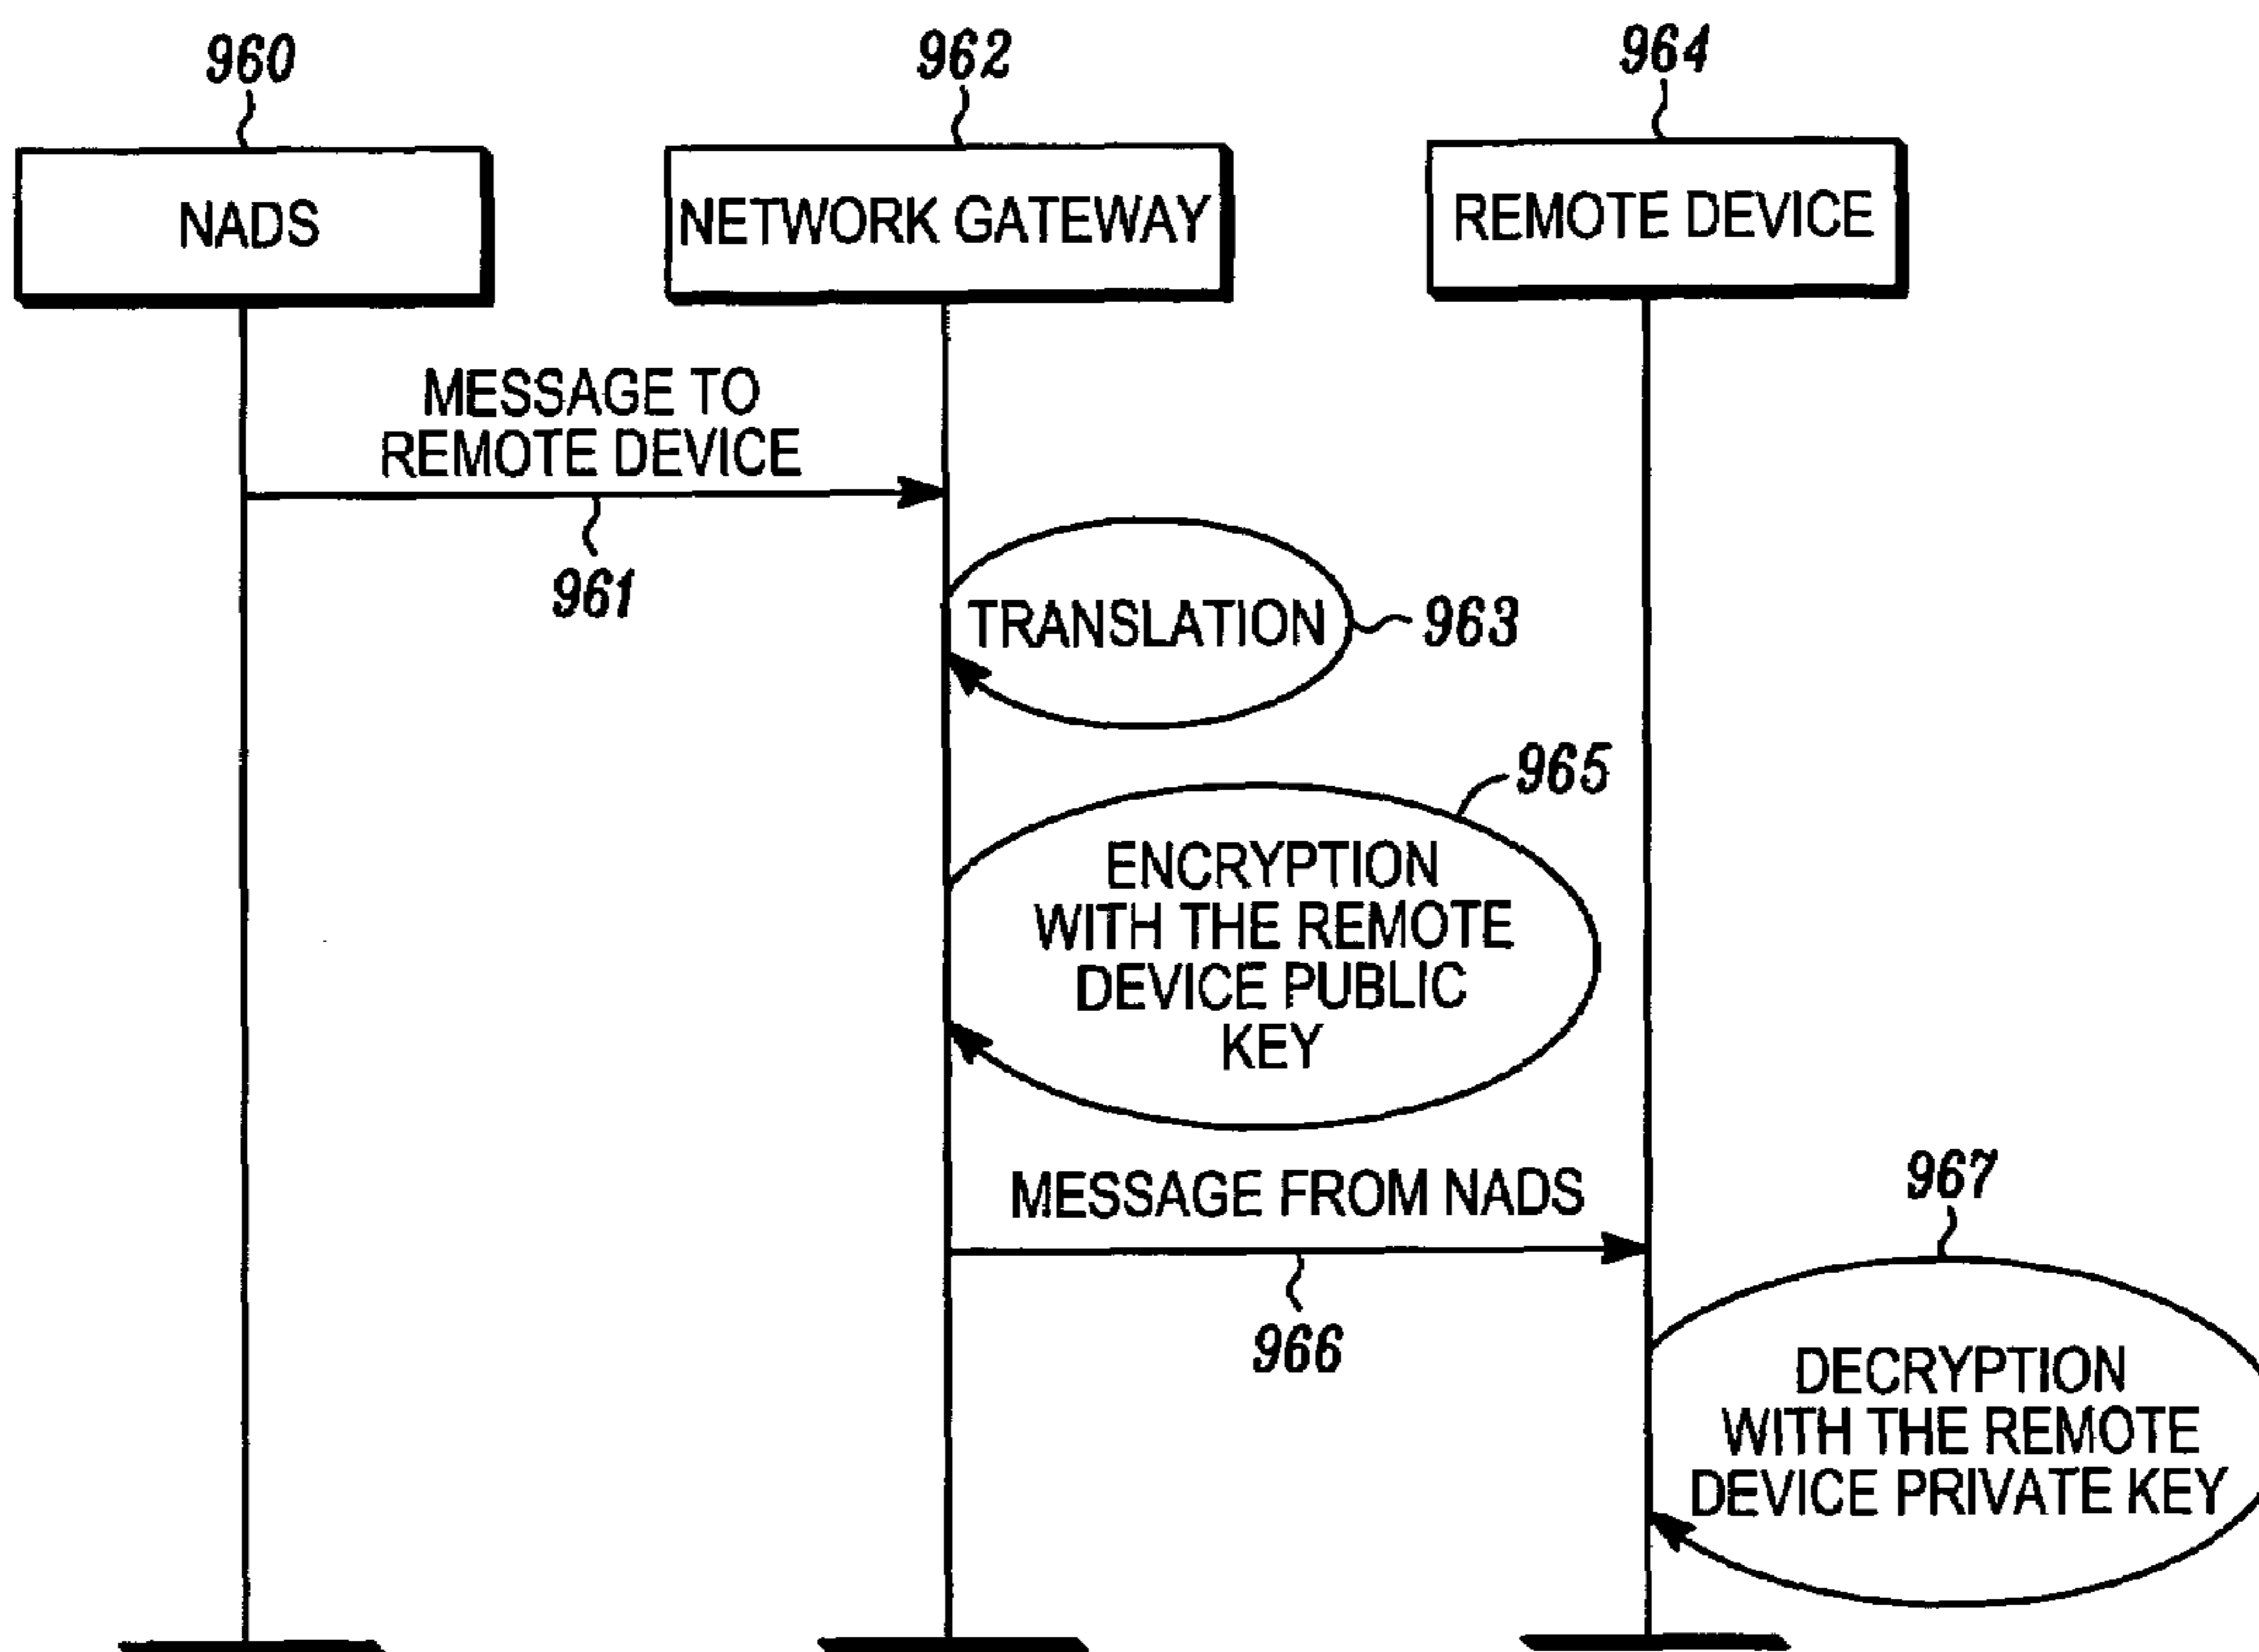 960
962
964
NADS
NETWORK GATEWAY
REMOTE DEVICE
MESSAGE TO
REMOTE DEVICE
961
TRANSLATION
963
965
ENCRYPTION
WITH THE REMOTE
DEVICE PUBLIC
KEY
MESSAGE FROM NADS
966
967
DECRYPTION
WITH THE REMOTE
DEVICE PRIVATE KEY